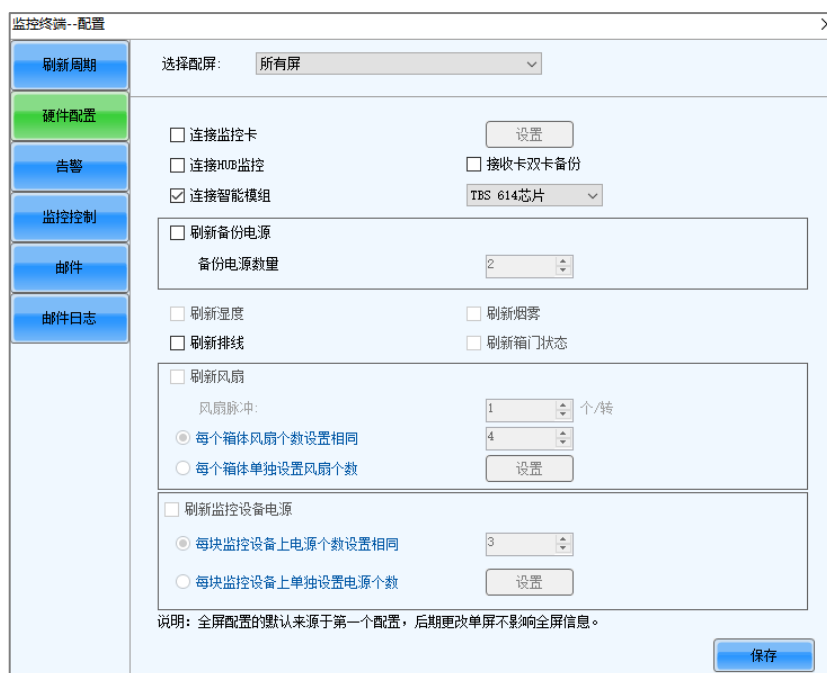 监控终端--配置
刷新周期
选择配屏: 所有屏
硬件配置
连接监控卡 设置
告警
连接HUB监控 接收卡双卡备份
连接智能模组 TBS 614芯片
监控控制
刷新备份电源
邮件
备份电源数量 2
邮件日志
刷新湿度 刷新烟雾
刷新排线 刷新箱门状态
刷新风扇
风扇脉冲: 1 个/转
每个箱体风扇个数设置相同 4
每个箱体单独设置风扇个数 设置
刷新监控设备电源
每块监控设备上电源个数设置相同 3
每块监控设备上单独设置电源个数 设置
说明: 全屏配置的默认来源于第一个配置，后期更改单屏不影响全屏信息。
保存